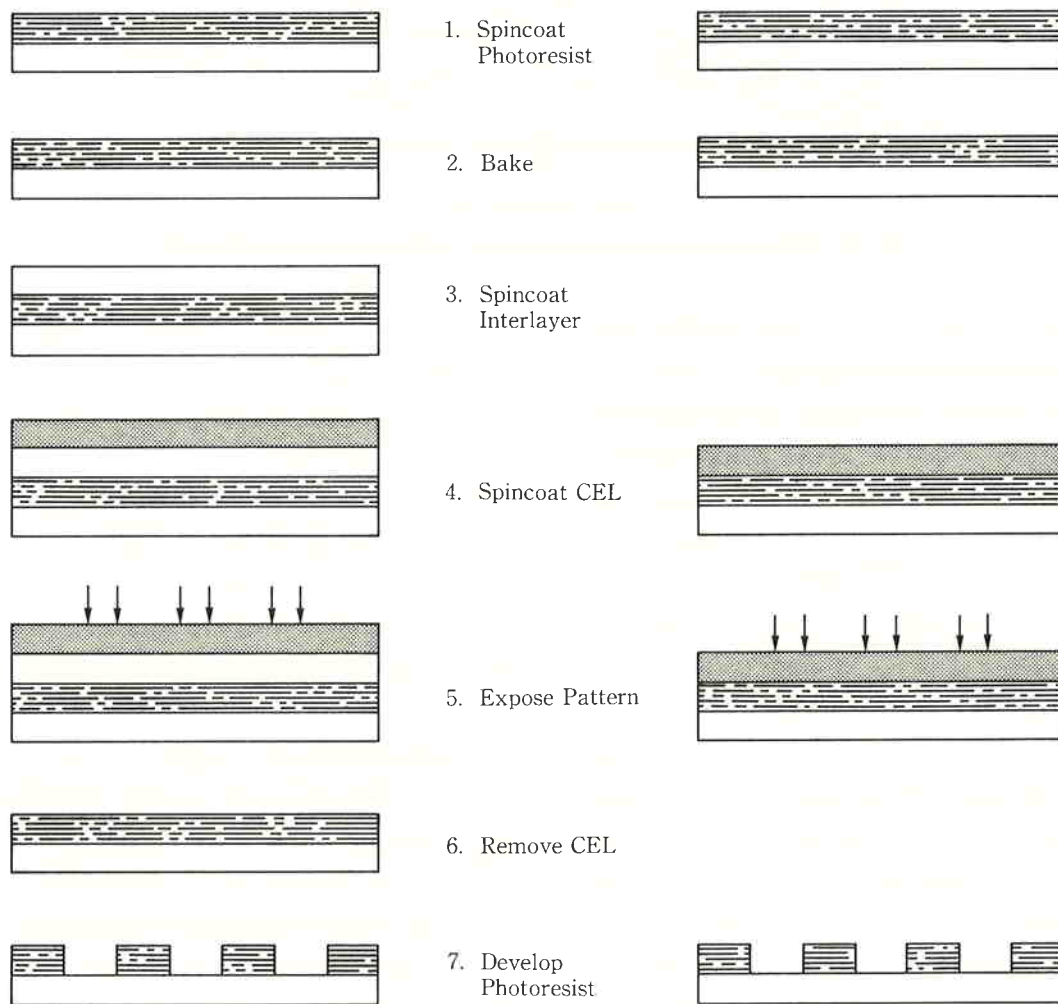 1. Spincoat
Photoresist
2. Bake
3. Spincoat
Interlayer
4. Spincoat CEL
5. Expose Pattern
6. Remove CEL
7. Develop
Photoresist